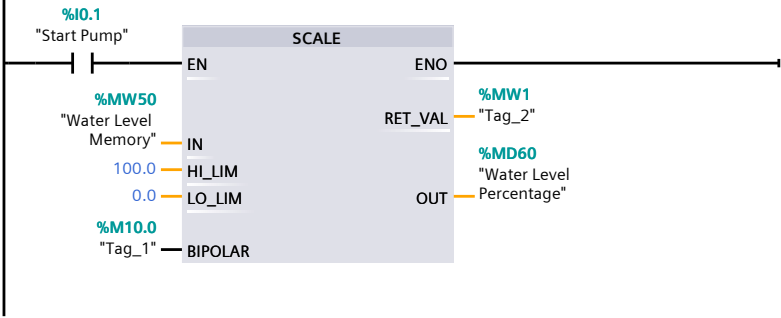 %I0.1
"Start Pump"
SCALE
EN
ENO
%MW50
"Water Level
Memory"
IN
%MW1
"Tag_2"
RET_VAL
100.0
HI_LIM
%MD60
"Water Level
Percentage"
0.0
LO_LIM
OUT
%M10.0
"Tag_1"
BIPOLAR